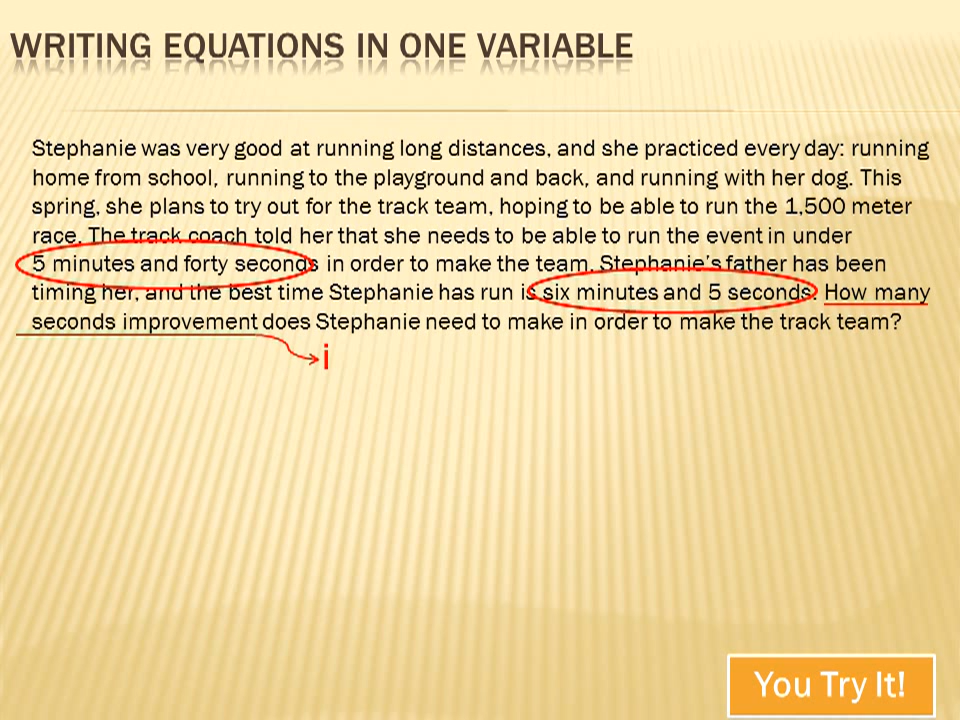 WRITING EQUATIONS IN ONE VARIABLE
Stephanie was very good at running long distances, and she practiced every day: running
home from school, running to the playground and back, and running with her dog. This
spring, she plans to try out for the track team, hoping to be able to run the 1,500 meter
race. The track coach told her that she needs to be able to run the event in under
5 minutes and forty seconds in order to make the team. Stephanie's father has been
timing her, and the best time Stephanie has run is six minutes and 5 seconds. How many
seconds improvement does Stephanie need to make in order to make the track team?
i
You Try It!